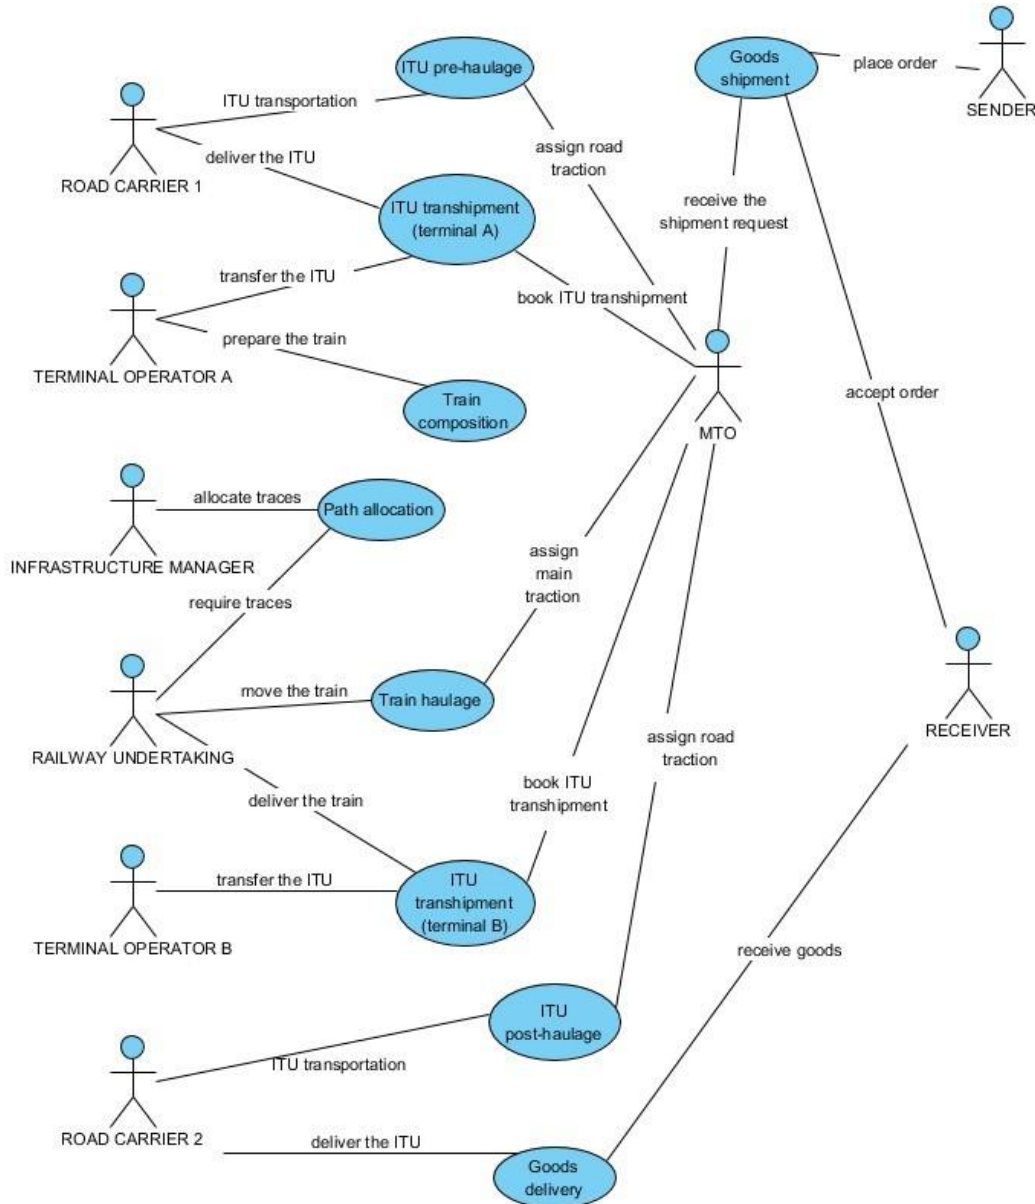 Goods
shipment
place order
SENDER
ITU pre-haulage
ITU transportation
deliver the ITU
ROAD CARRIER 1
assign road
traction
ITU transhipment
(terminal A)
receive the
shipment request
transfer the ITU
book ITU transhipment
prepare the train
TERMINAL OPERATOR A
Train
composition
MTO
accept order
allocate traces
Path allocation
INFRASTRUCTURE MANAGER
require traces
assign
main
traction
move the train
Train haulage
RAILWAY UNDERTAKING
RECEIVER
assign road
traction
book ITU
transhipment
deliver the train
transfer the ITU
ITU
transhipment
(terminal B)
TERMINAL OPERATOR B
receive goods
ITU
post-haulage
ITU transportation
ROAD CARRIER 2
deliver the ITU
Goods
delivery